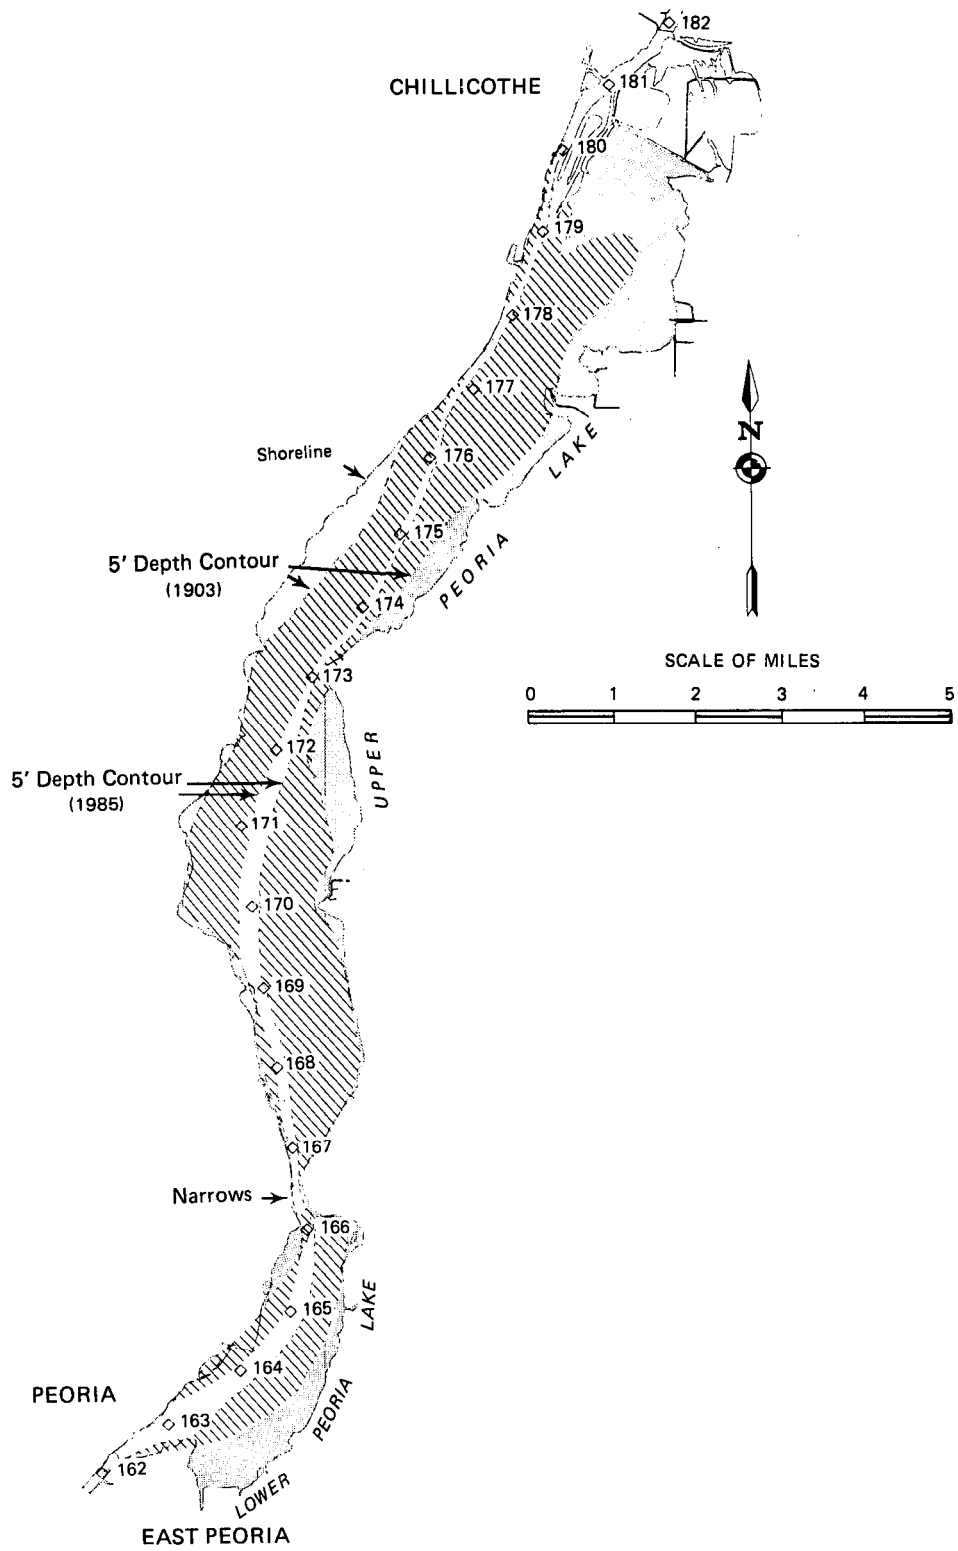 182
CHILLICOTHE
181
180
179
178
177
Shoreline
176
LAKE
N
175
5' Depth Contour
(1903)
PEORIA
174
SCALE OF MILES
173
0 1 2 3 4 5
172
UPPER
5' Depth Contour
(1985)
171
170
169
168
167
Narrows
166
165
LAKE
164
PEORIA
PEORIA
163
162
LOWER
EAST PEORIA